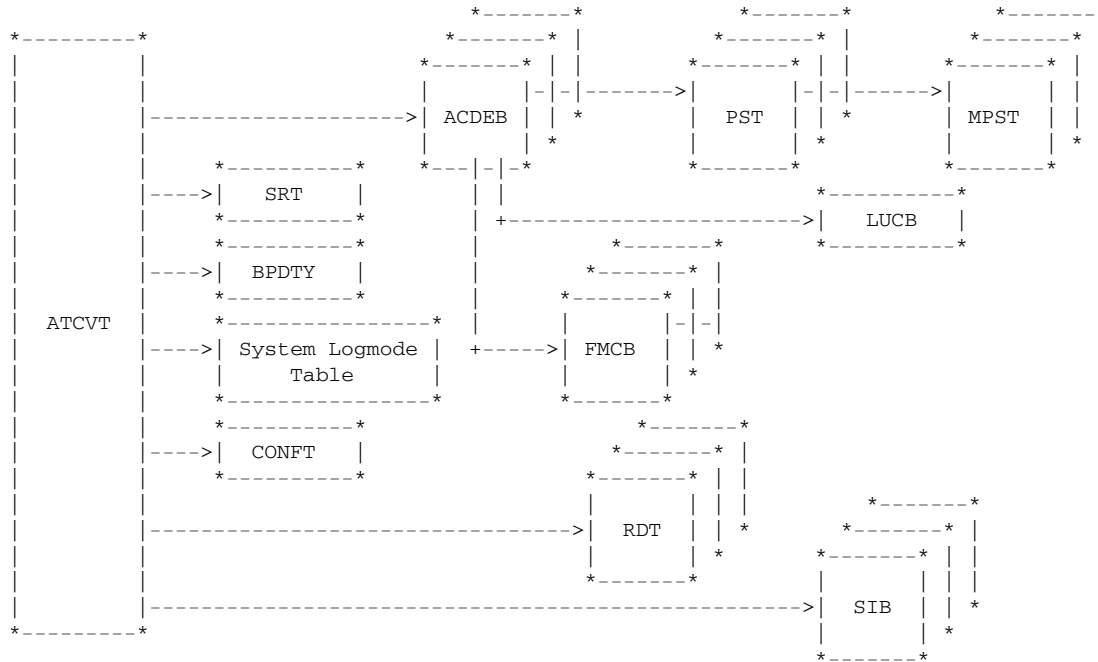 ACDEB PST MPST
SRT
LUCB
BPDTY
ATCVT
System Logmode FMCB
Table
CONFT
RDT
SIB